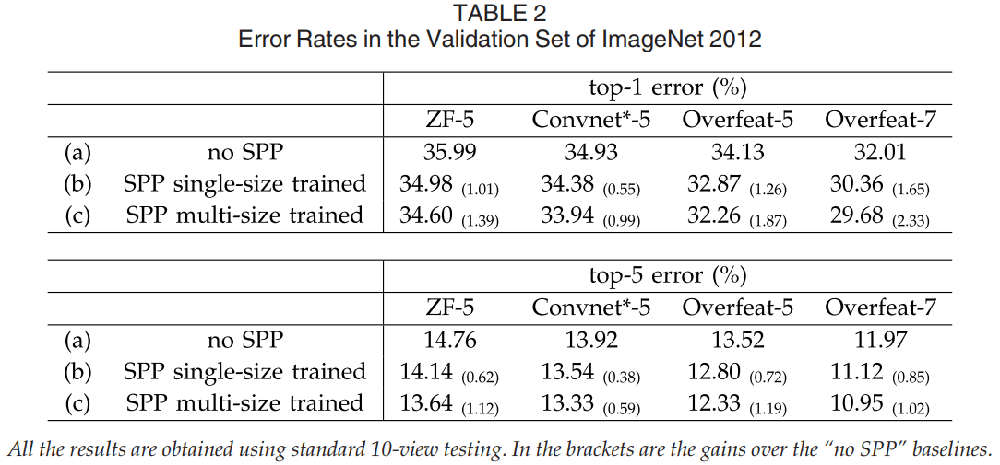 TABLE 2
Error Rates in the Validation Set of ImageNet 2012
top-1 error (%)
ZF-5 Convnet*-5 Overfeat-5 Overfeat-7
(a) no SPP 35.99 34.93 34.13 32.01
(b) SPP single-size trained 34.98 (1.01) 34.38 (0.55) 32.87 (1.26) 30.36 (1.65)
(c) SPP multi-size trained 34.60 (1.39) 33.94 (0.99) 32.26 (1.87) 29.68 (2.33)
top-5 error (%)
ZF-5 Convnet*-5 Overfeat-5 Overfeat-7
(a) no SPP 14.76 13.92 13.52 11.97
(b) SPP single-size trained 14.14 (0.62) 13.54 (0.38) 12.80 (0.72) 11.12 (0.85)
(c) SPP multi-size trained 13.64 (1.12) 13.33 (0.59) 12.33 (1.19) 10.95 (1.02)
All the results are obtained using standard 10-view testing. In the brackets are the gains over the “no SPP” baselines.